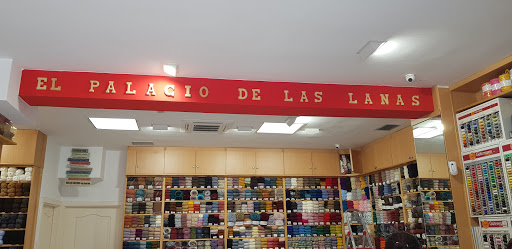 EL PALACIO DE LAS LANAS